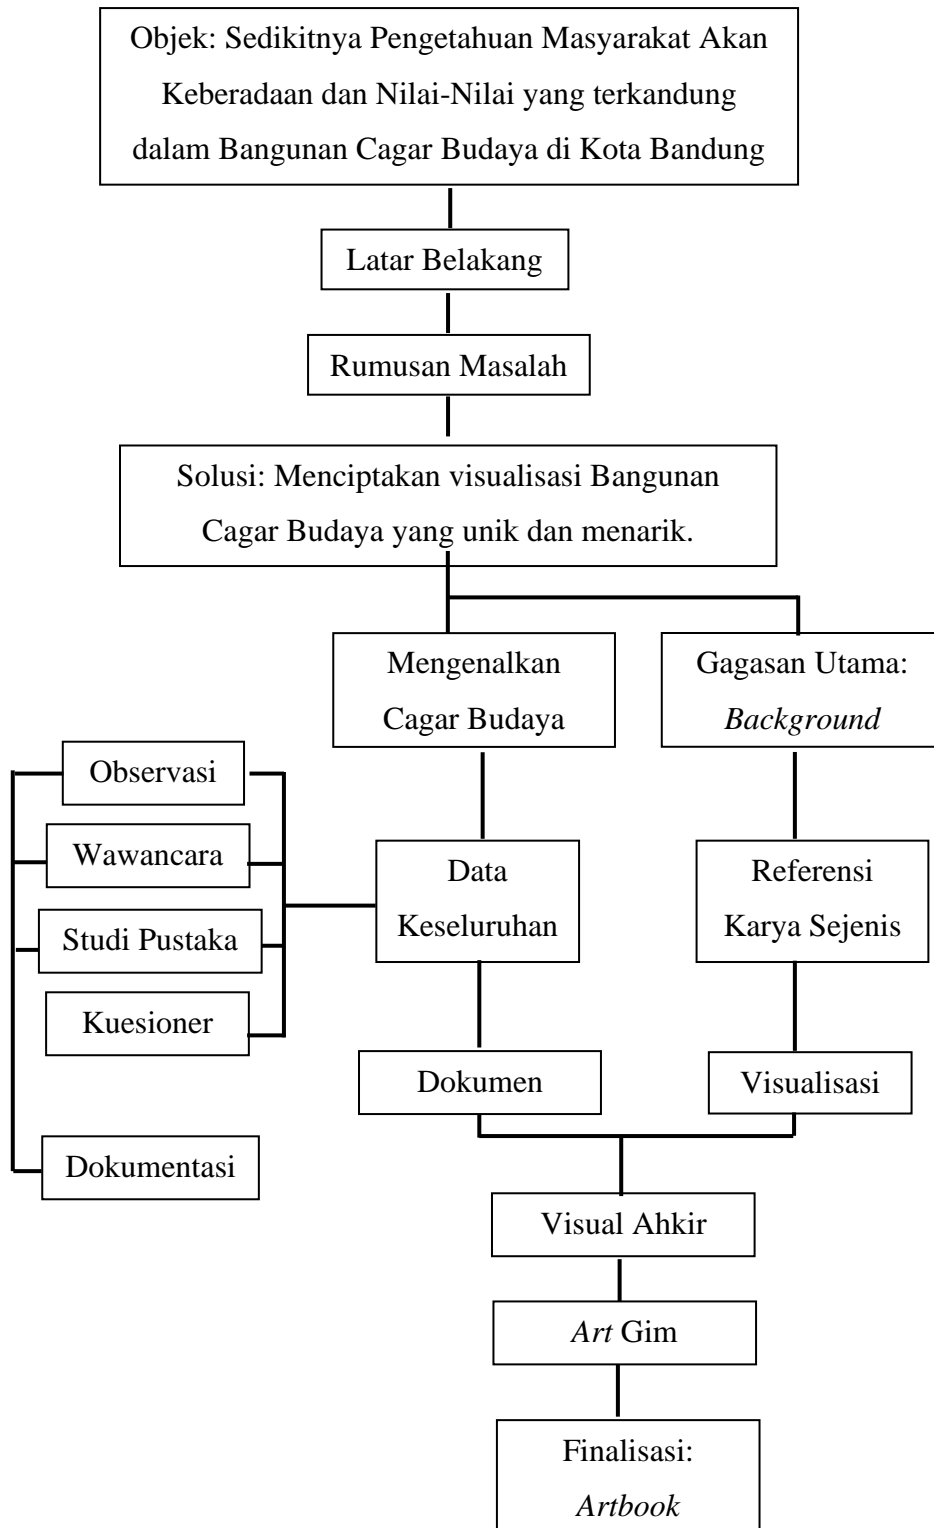 Objek: Sedikitnya Pengetahuan Masyarakat Akan
Keberadaan dan Nilai-Nilai yang terkandung
dalam Bangunan Cagar Budaya di Kota Bandung
Latar Belakang
Rumusan Masalah
Solusi: Menciptakan visualisasi Bangunan
Cagar Budaya yang unik dan menarik.
Mengenalkan
Cagar Budaya
Gagasan Utama:
Background
Observasi
Wawancara
Studi Pustaka
Kuesioner
Dokumentasi
Data
Keseluruhan
Referensi
Karya Sejenis
Dokumen
Visualisasi
Visual Ahkir
Art Gim
Finalisasi:
Artbook